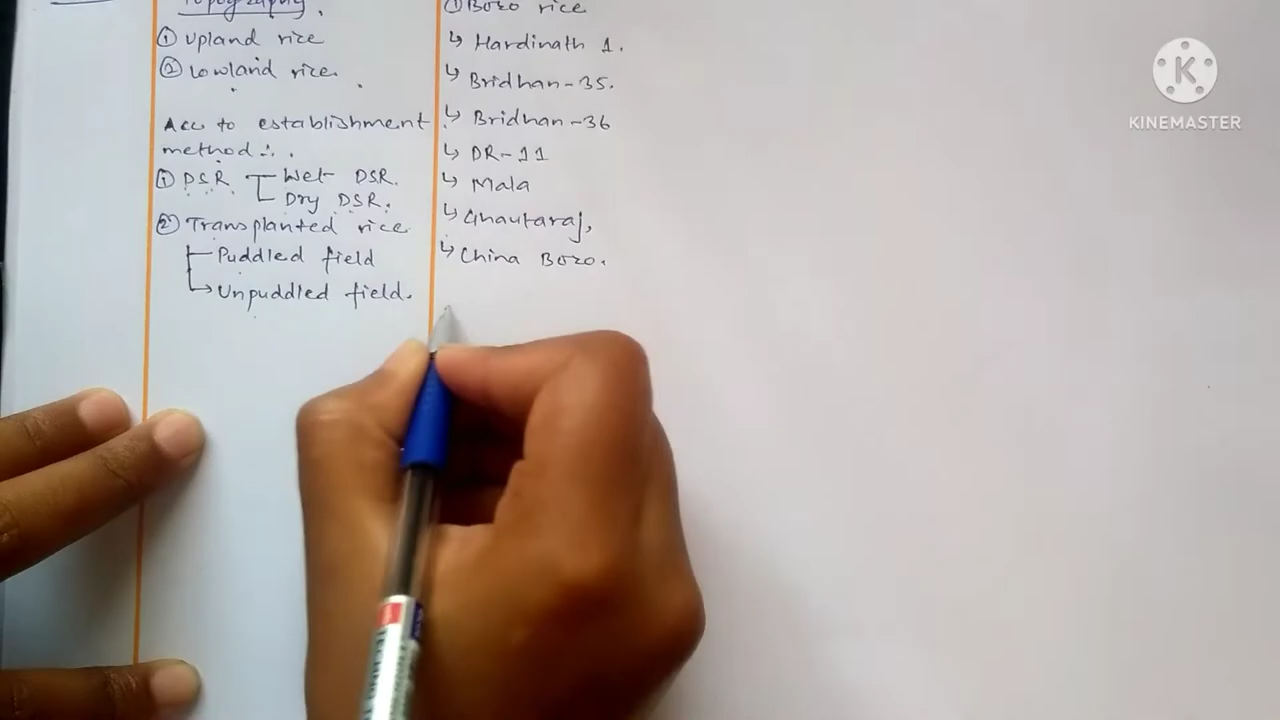 Topography.
① Upland rice
② Lowland rice.
Acc to establishment
method :.
① DSR Wet DSR.
Dry DSR.
② Transplanted rice
Puddled field
↳ Unpuddled field.
① Boro rice
↳ Hardinath 1.
↳ Bridhan-35.
↳ Bridhan-36
↳ DR-11
↳ Mala
↳ Ghautaraj,
↳ China Boro.
K
KINEMASTER